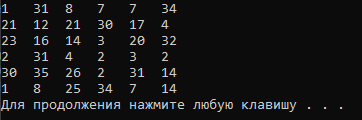 1 31 8 7 7 34
21 12 21 30 17 4
23 16 14 3 20 32
2 31 4 2 3 2
30 35 26 2 31 14
1 8 25 34 7 14
Для продолжения нажмите любую клавишу . . .